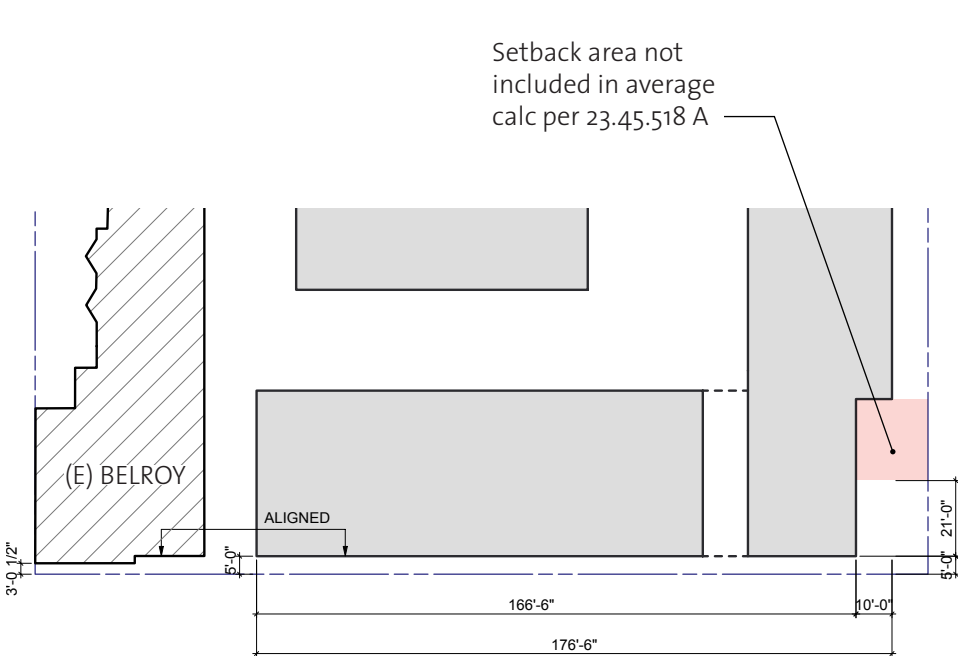 Setback area not
included in average
calc per 23.45.518 A
(E) BELROY
ALIGNED
3'-0 1/2"
5'-0"
21'-0"
5'-0"
166'-6"
10'-0"
176'-6"